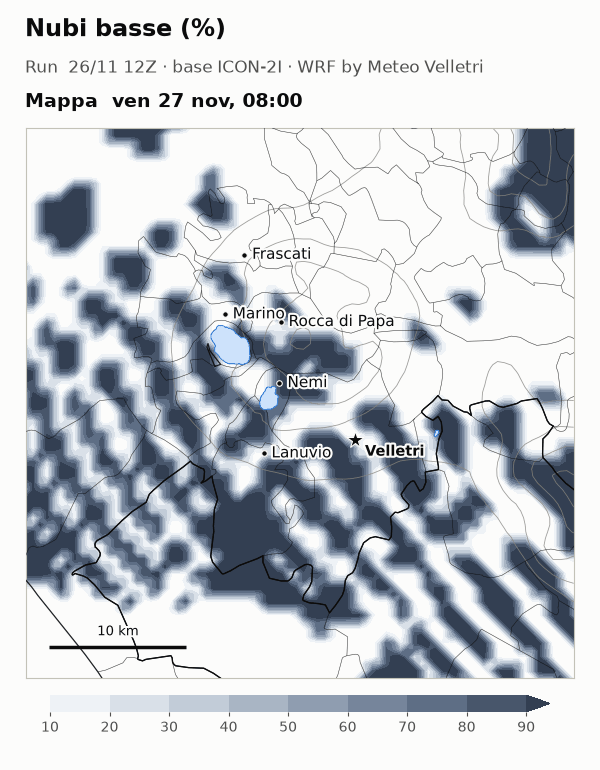 Nubi basse (%)
Run  26/11 12Z · base ICON-2I · WRF by Meteo Velletri
Mappa  ven 27 nov, 08:00
Frascati
Marino
Rocca di Papa
Nemi
Velletri
Lanuvio
10 km
10 20 30 40 50 60 70 80 90